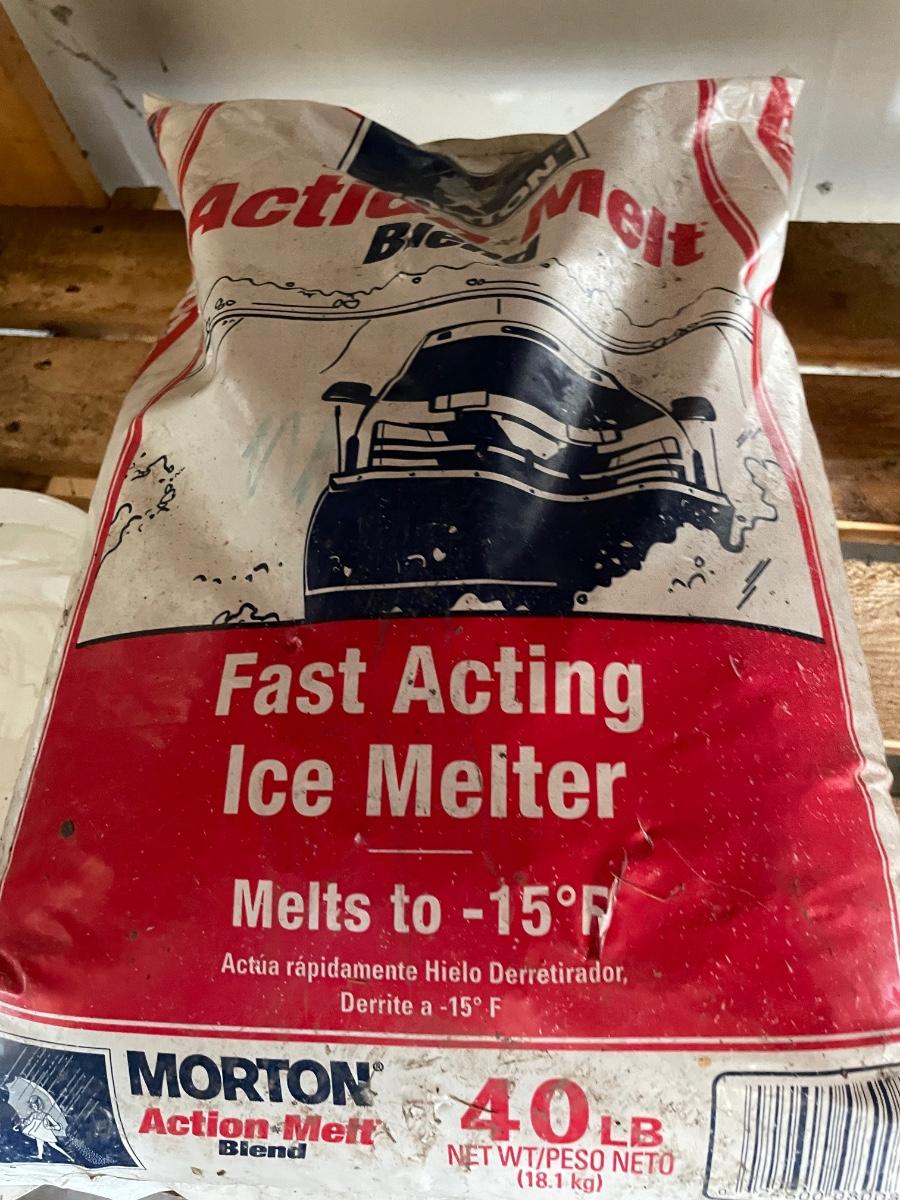 Action Melt
Blend
Fast Acting
Ice Melter
Melts to -15°F
Actúa rápidamente Hielo Derretirador,
Derrite a -15° F
MORTON®
Action Melt
Blend
40 LB
NET WT/PESO NETO
(18.1 kg)